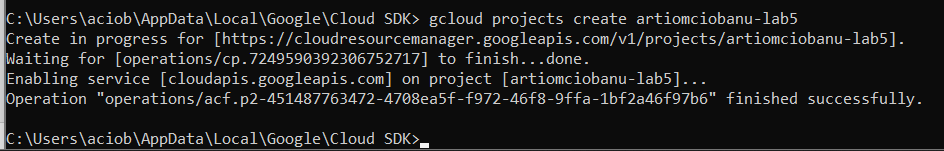 C:\Users\aciob\AppData\Local\Google\Cloud SDK> gcloud projects create artiomciobanu-lab5
Create in progress for [https://cloudresourcemanager.googleapis.com/v1/projects/artiomciobanu-lab5].
Waiting for [operations/cp.7249590392306752717] to finish...done.
Enabling service [cloudapis.googleapis.com] on project [artiomciobanu-lab5]...
Operation "operations/acf.p2-451487763472-4708ea5f-f972-46f8-9ffa-1bf2a46f97b6" finished successfully.
C:\Users\aciob\AppData\Local\Google\Cloud SDK>